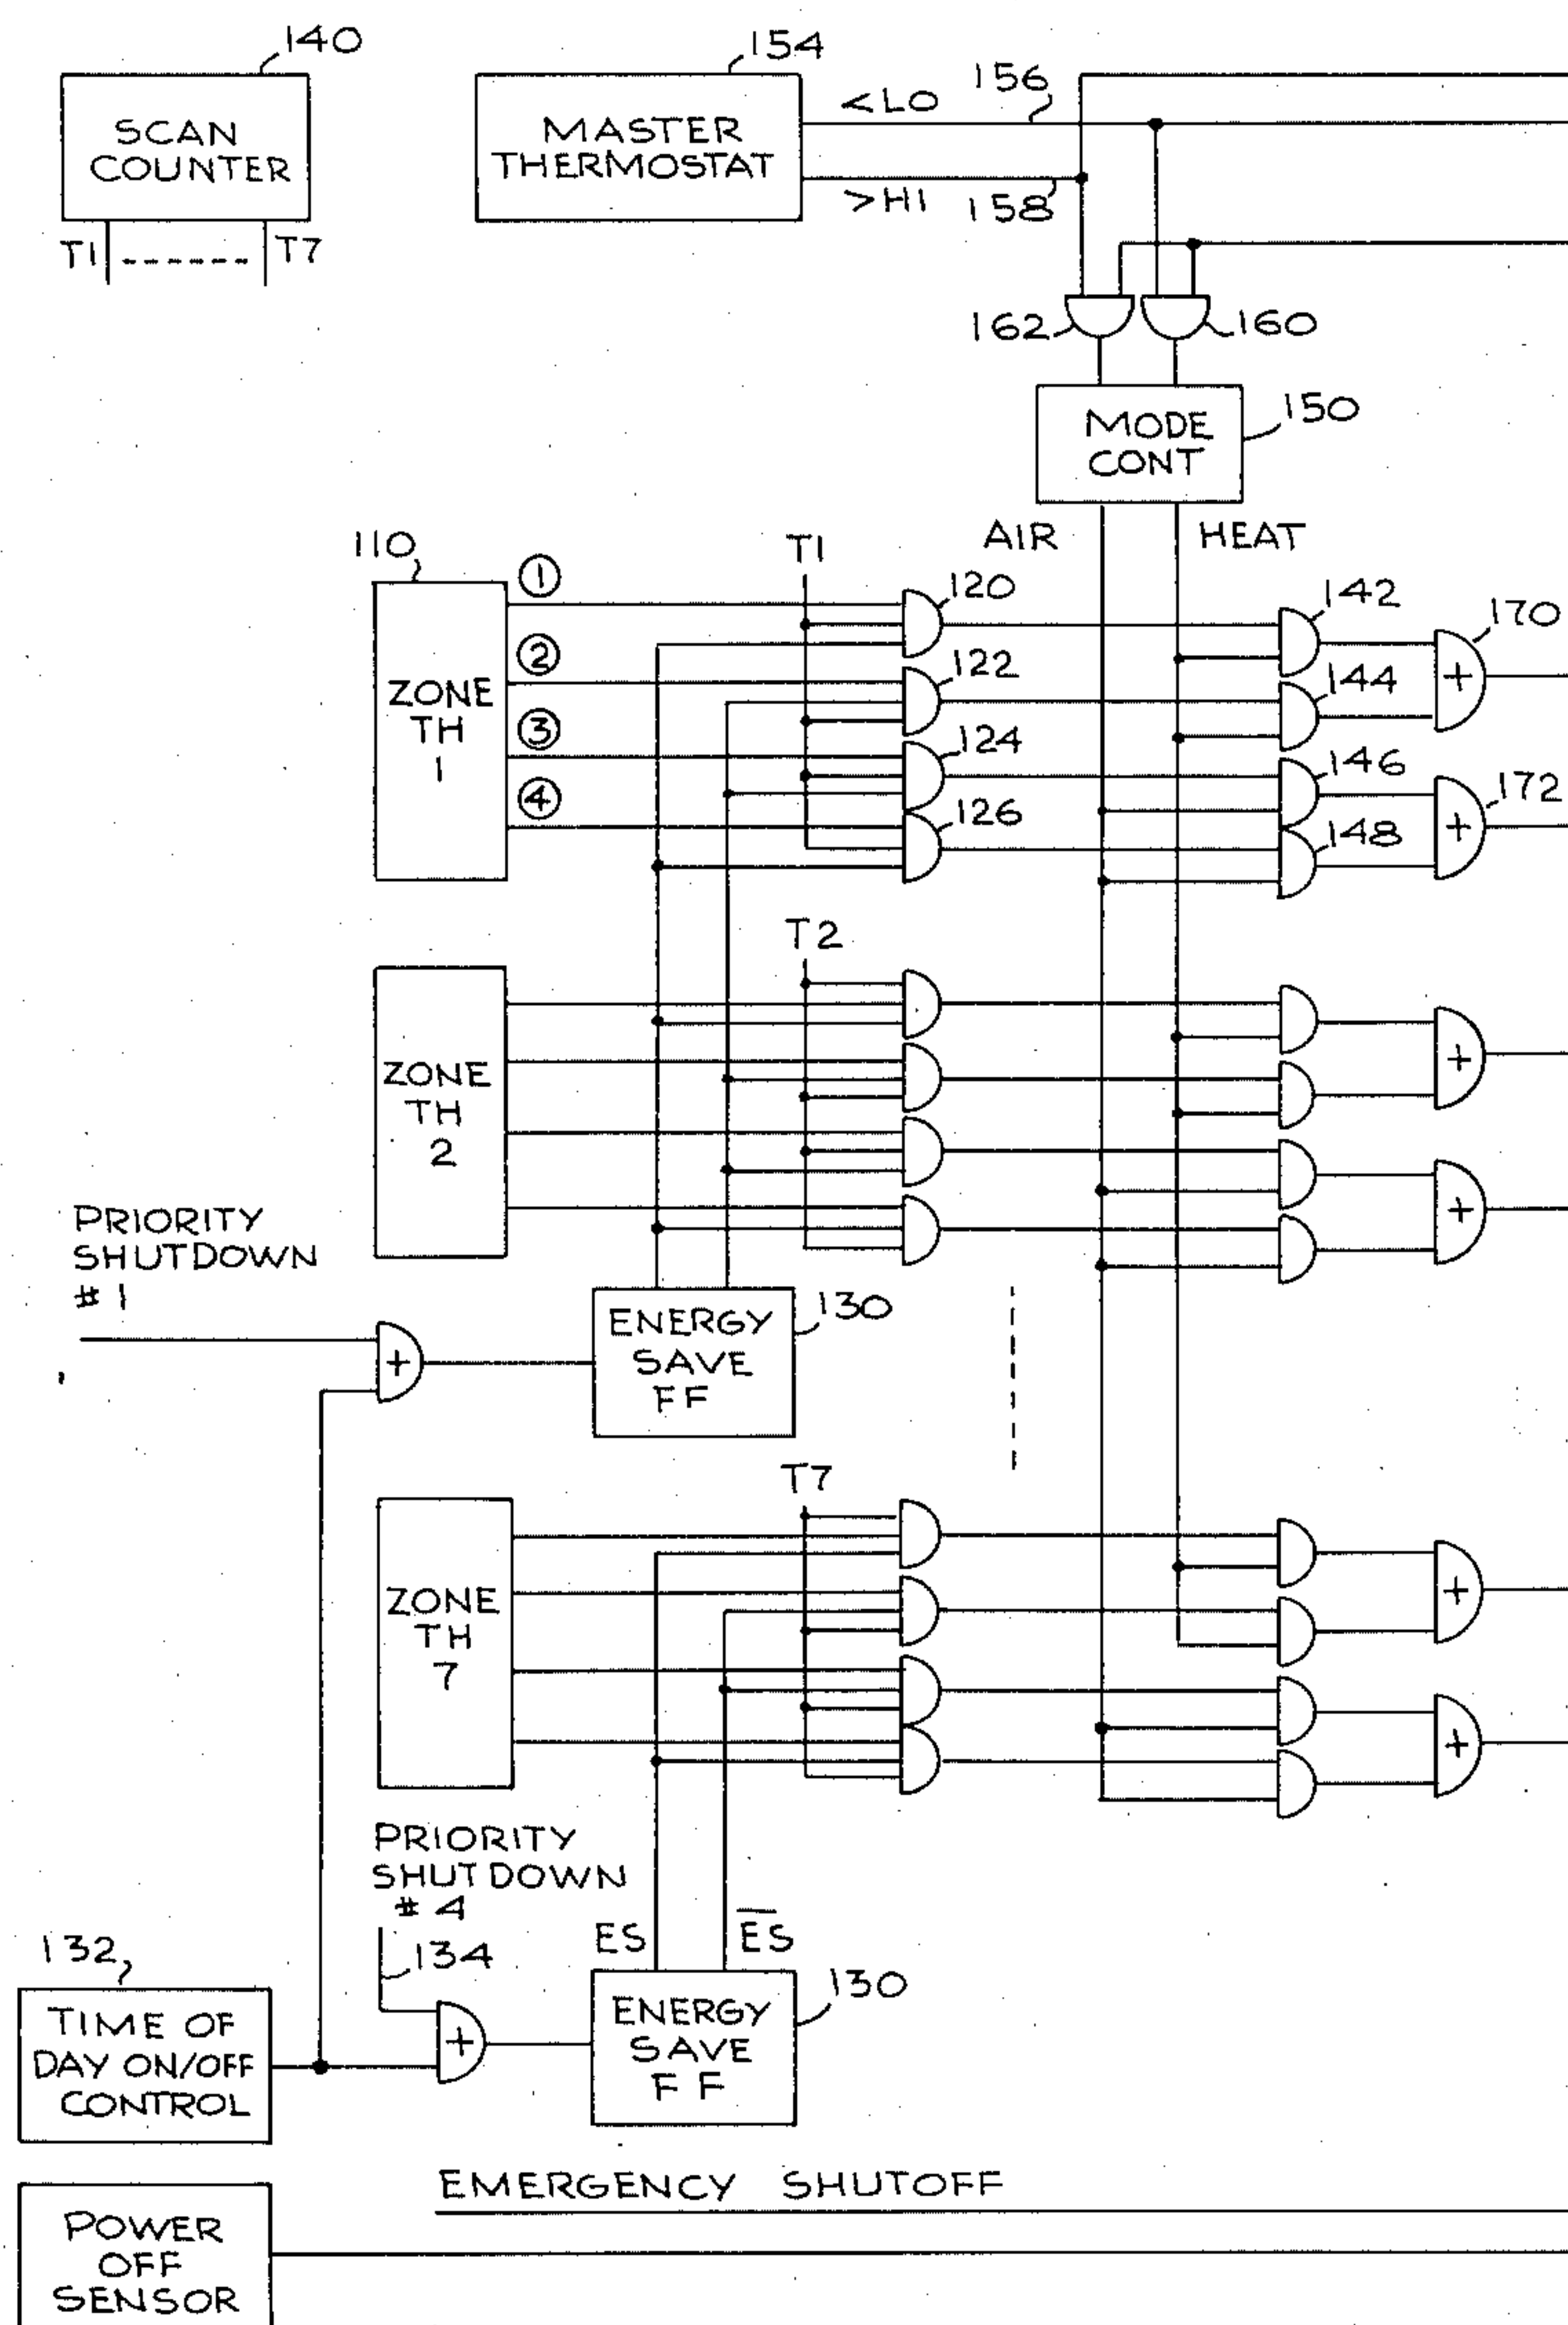 140
SCAN
COUNTER
T1 ------ T7
154
MASTER
THERMOSTAT
<LO
156
>HI
158
162
160
MODE
CONT
150
AIR
HEAT
110
ZONE
TH
1
①
②
③
④
T1
120
122
124
126
142
144
146
148
170
+
172
+
T2
ZONE
TH
2
+
+
PRIORITY
SHUTDOWN
# 1
+
ENERGY
SAVE
FF
130
T7
ZONE
TH
7
+
+
PRIORITY
SHUTDOWN
# 4
134
ES
E̅S̅
132
TIME OF
DAY ON/OFF
CONTROL
+
ENERGY
SAVE
FF
130
EMERGENCY SHUTOFF
POWER
OFF
SENSOR